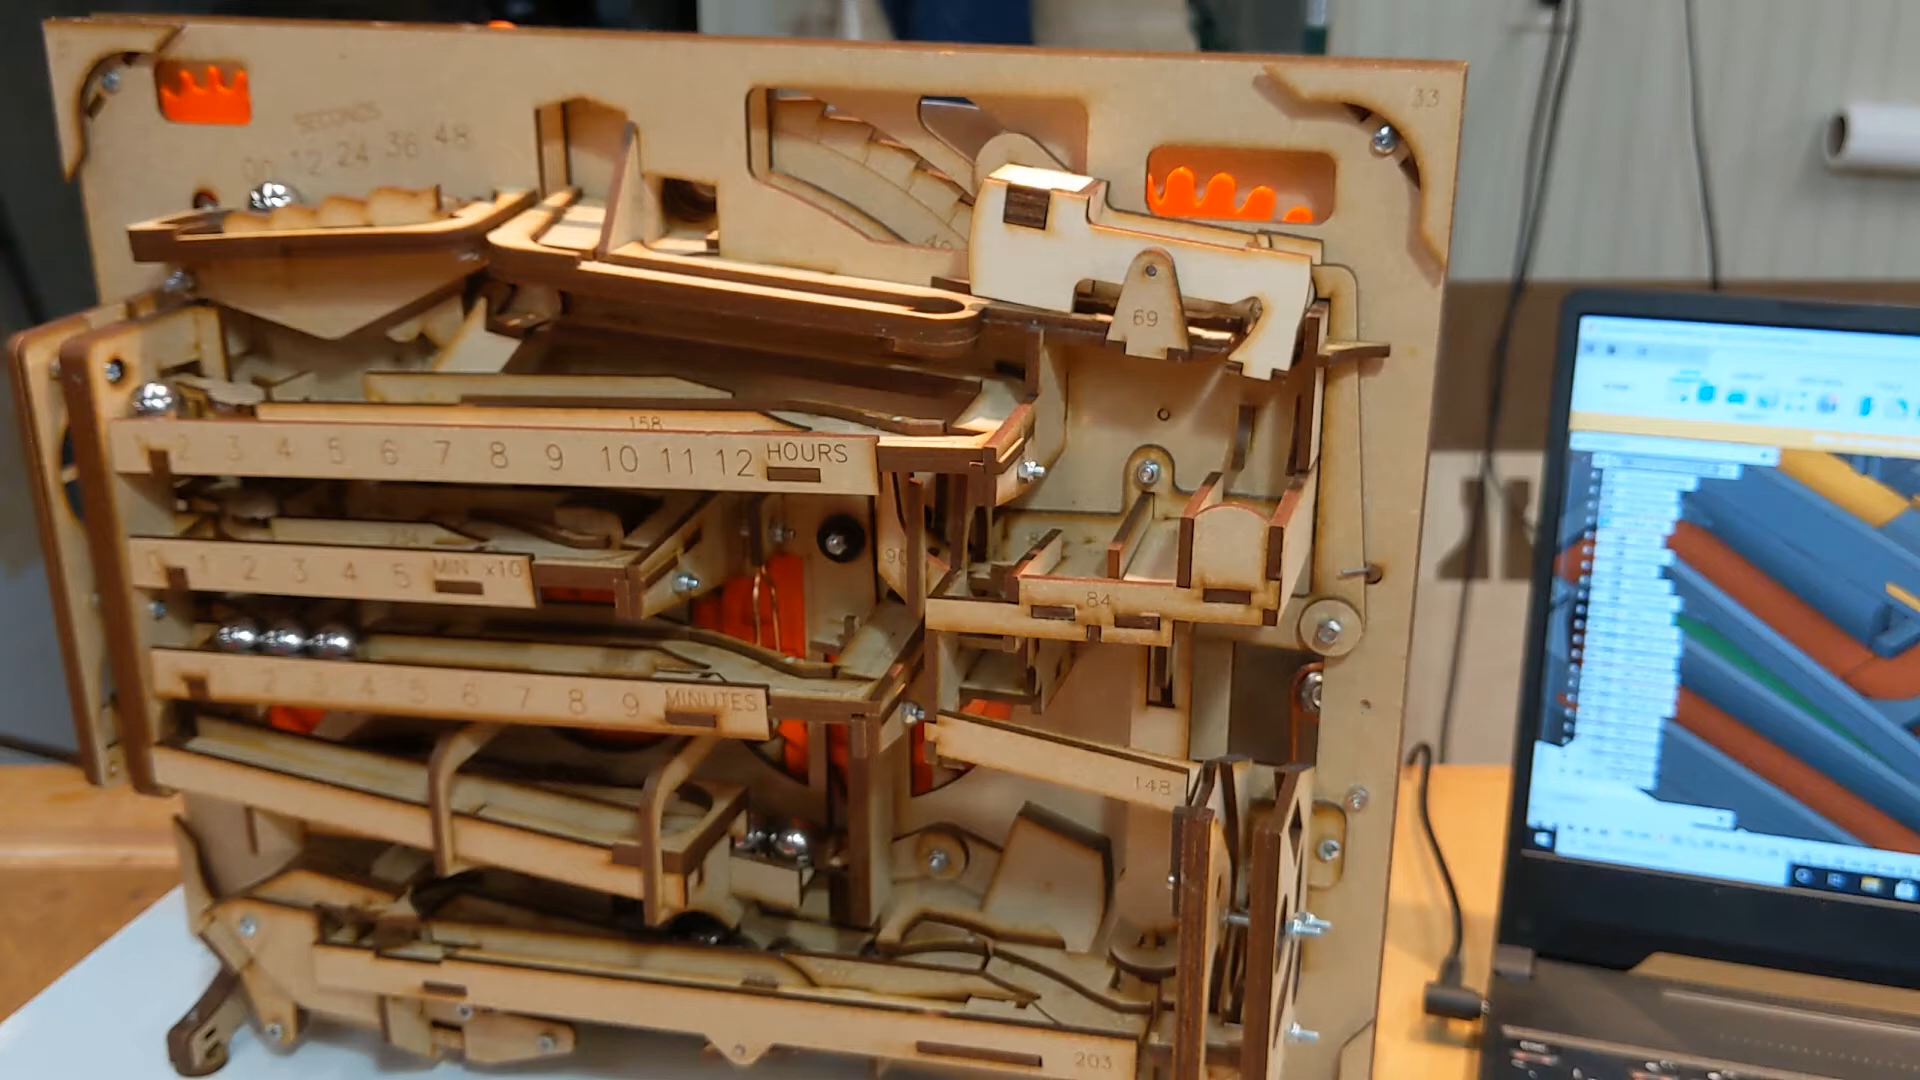 33
SECONDS
00 12 24 36 48
69
158
1 2 3 4 5 6 7 8 9 10 11 12 HOURS
90
0 1 2 3 4 5 MIN x10
84
2 3 4 5 6 7 8 9 MINUTES
148
203